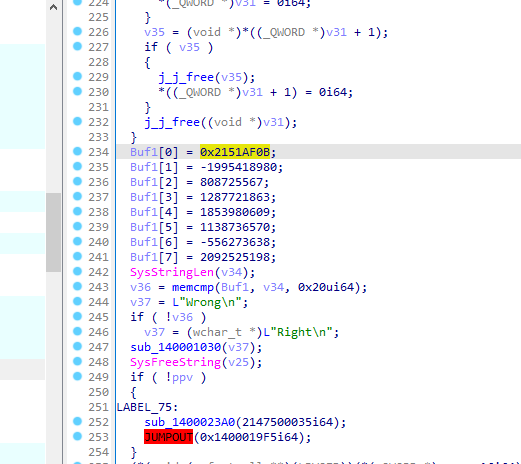 224 *(_QWORD *)v31 = 0i64;
225 }
226 v35 = (void *)*((_QWORD *)v31 + 1);
227 if ( v35 )
228 {
229 j_j_free(v35);
230 *((_QWORD *)v31 + 1) = 0i64;
231 }
232 j_j_free((void *)v31);
233 }
234 Buf1[0] = 0x2151AF0B;
235 Buf1[1] = -1995418980;
236 Buf1[2] = 808725567;
237 Buf1[3] = 1287721863;
238 Buf1[4] = 1853980609;
239 Buf1[5] = 1138736570;
240 Buf1[6] = -556273638;
241 Buf1[7] = 2092525198;
242 SysStringLen(v34);
243 v36 = memcmp(Buf1, v34, 0x20ui64);
244 v37 = L"Wrong\n";
245 if ( !v36 )
246 v37 = (wchar_t *)L"Right\n";
247 sub_140001030(v37);
248 SysFreeString(v25);
249 if ( !ppv )
250 {
251 LABEL_75:
252 sub_1400023A0(2147500035i64);
253 JUMPOUT(0x1400019F5i64);
254 }